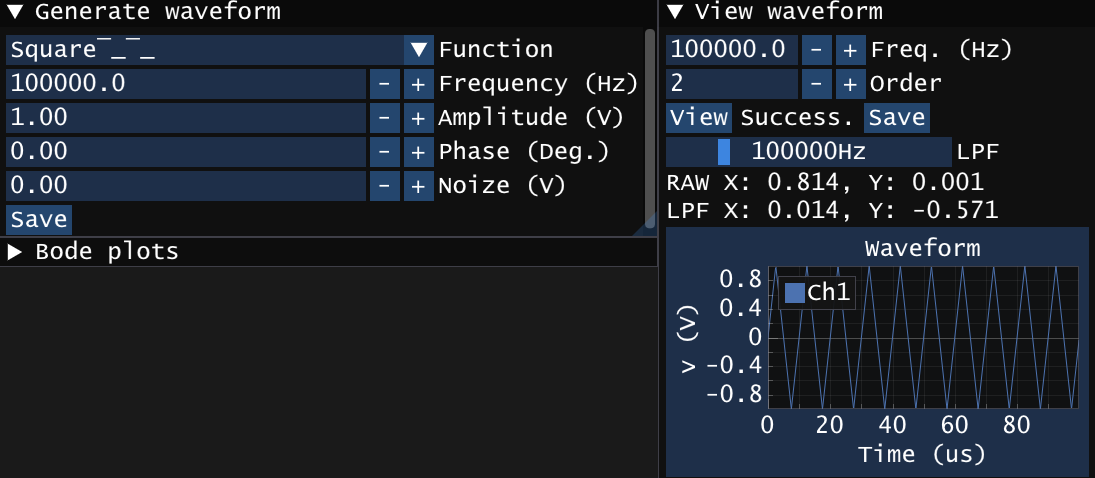 ▼ Generate waveform
Square‾_‾_ ▼ Function
100000.0 - + Frequency (Hz)
1.00 - + Amplitude (V)
0.00 - + Phase (Deg.)
0.00 - + Noize (V)
Save
▶ Bode plots
▼ View waveform
100000.0 - + Freq. (Hz)
2 - + Order
View Success. Save
100000Hz LPF
RAW X: 0.814, Y: 0.001
LPF X: 0.014, Y: -0.571
Waveform
Ch1
0.8
0.4
0
-0.4
-0.8
v (V)
0 20 40 60 80
Time (us)